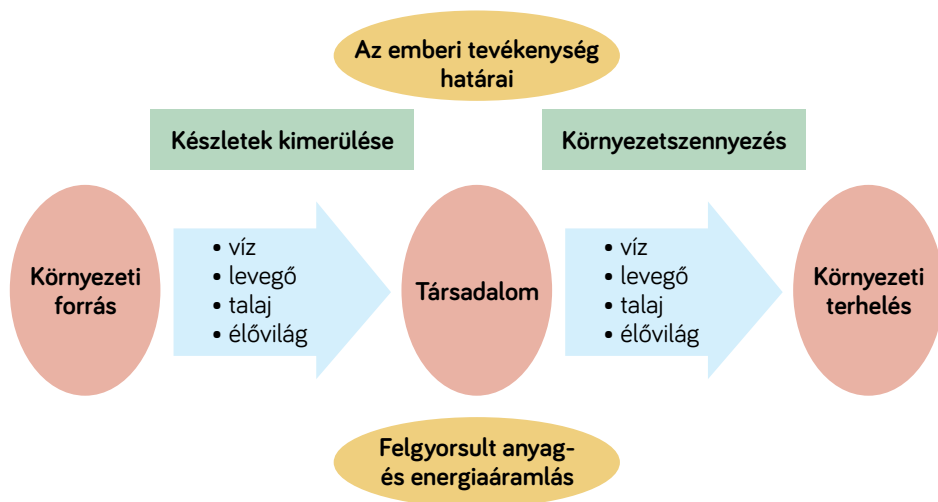 Az emberi tevékenység
határai
Készletek kimerülése
Környezetszennyezés
Környezeti
forrás
• víz
• levegő
• talaj
• élővilág
Társadalom
• víz
• levegő
• talaj
• élővilág
Környezeti
terhelés
Felgyorsult anyag-
és energiaáramlás